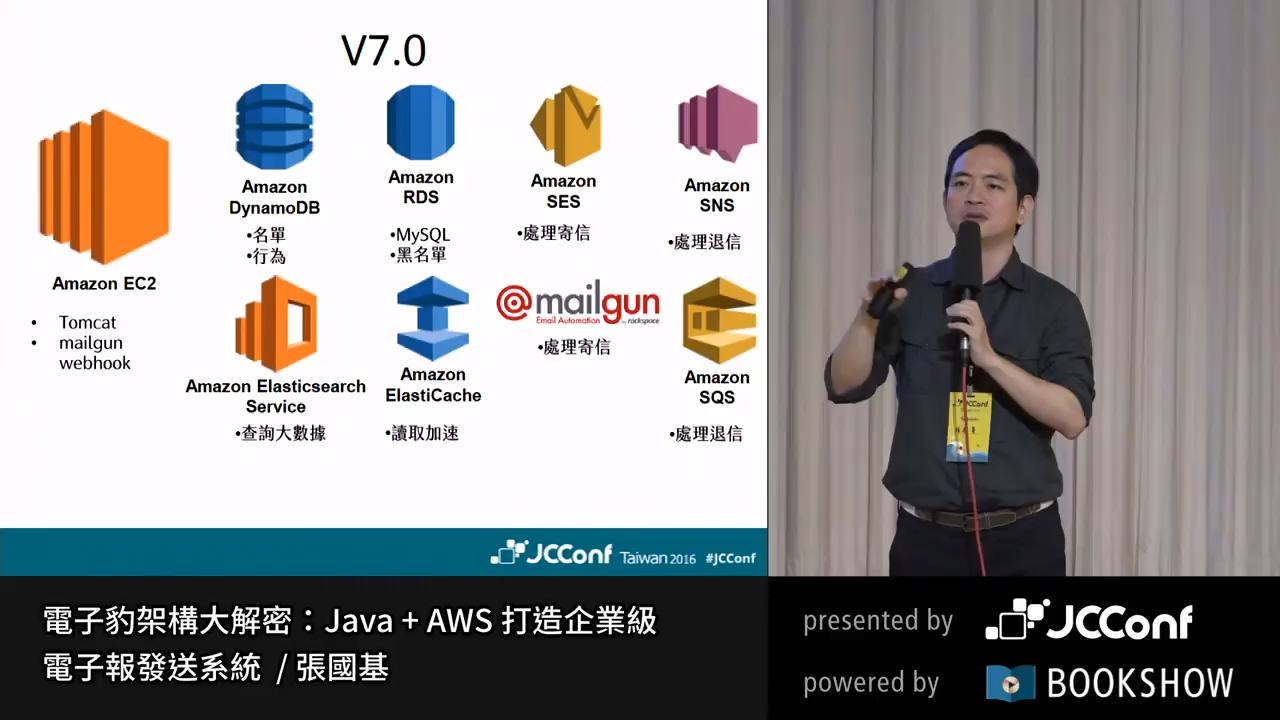 V7.0
Amazon EC2
• Tomcat
• mailgun
webhook
Amazon
DynamoDB
•名單
•行為
Amazon
RDS
•MySQL
•黑名單
Amazon
SES
•處理寄信
Amazon
SNS
•處理退信
Amazon Elasticsearch
Service
•查詢大數據
Amazon
ElastiCache
•讀取加速
@mailgun
Email Automation by rackspace.
•處理寄信
Amazon
SQS
•處理退信
JCConf Taiwan 2016 #JCConf
JCConf
電子豹架構大解密：Java + AWS 打造企業級
電子報發送系統 / 張國基
presented by JCConf
powered by BOOKSHOW